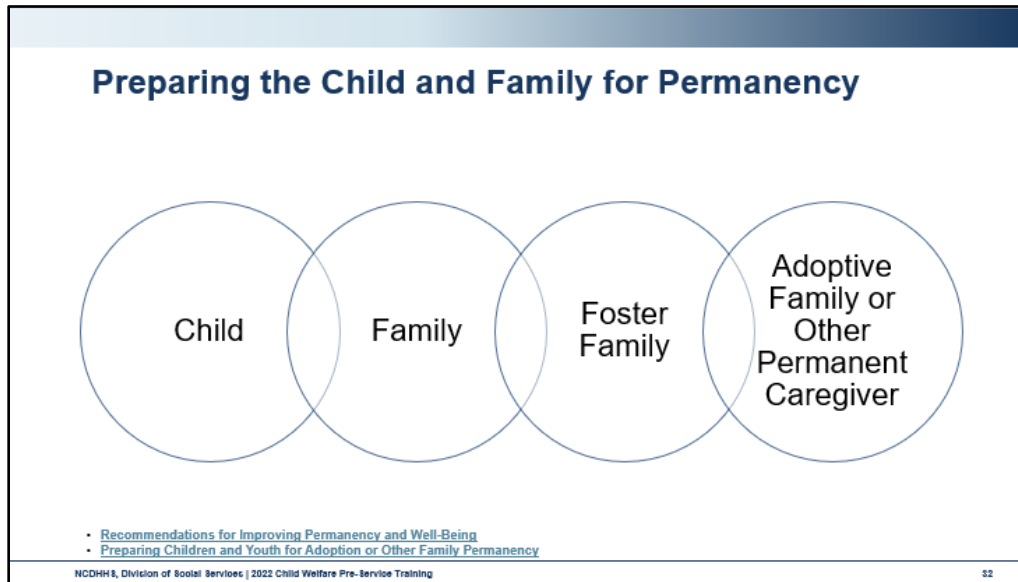 Preparing the Child and Family for Permanency
Child
Family
Foster
Family
Adoptive
Family or
Other
Permanent
Caregiver
• Recommendations for Improving Permanency and Well-Being
• Preparing Children and Youth for Adoption or Other Family Permanency
NCDHHS, Division of Social Services | 2022 Child Welfare Pre-Service Training
32